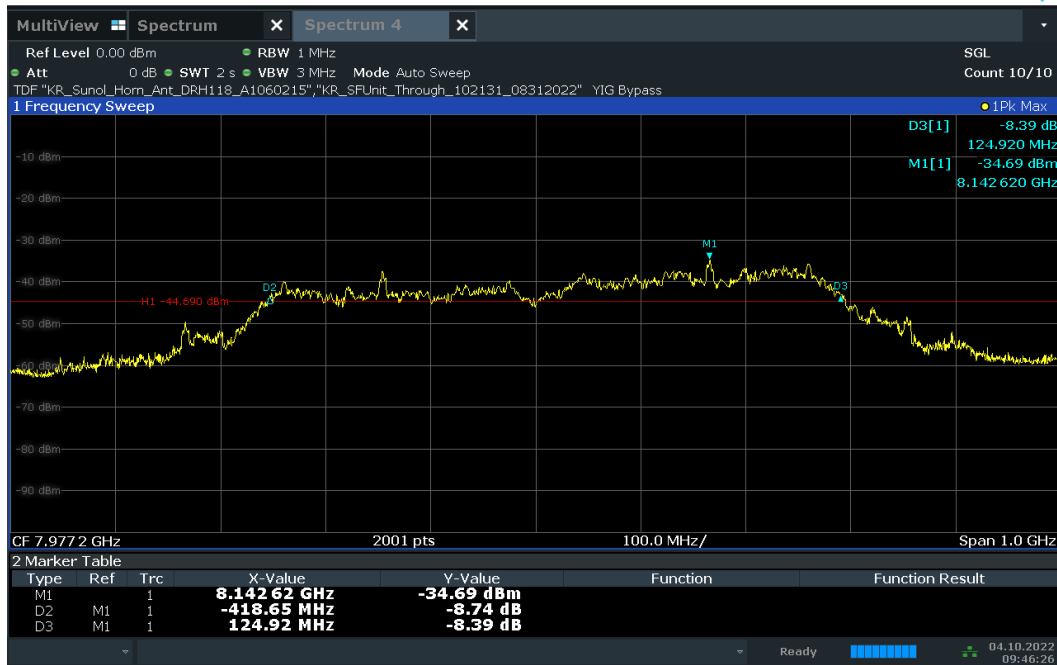 MultiView Spectrum X Spectrum 4 X
Ref Level 0.00 dBm RBW 1 MHz SGL
Att 0 dB SWT 2 s VBW 3 MHz Mode Auto Sweep Count 10/10
TDF "KR_Sunol_Horn_Ant_DRH118_A1060215","KR_SFUnit_Through_102131_08312022" YIG Bypass
1 Frequency Sweep 1Pk Max
D3[1] -8.39 dB
124.920 MHz
-10 dBm
M1[1] -34.69 dBm
8.142 620 GHz
-20 dBm
-30 dBm
M1
-40 dBm
D2
D3
H1 -44.690 dBm
-50 dBm
-60 dBm
-70 dBm
-80 dBm
-90 dBm
CF 7.977 2 GHz 2001 pts 100.0 MHz/ Span 1.0 GHz
2 Marker Table
Type Ref Trc X-Value Y-Value Function Function Result
M1 1 8.142 62 GHz -34.69 dBm
D2 M1 1 -418.65 MHz -8.74 dB
D3 M1 1 124.92 MHz -8.39 dB
Ready 04.10.2022
09:46:26